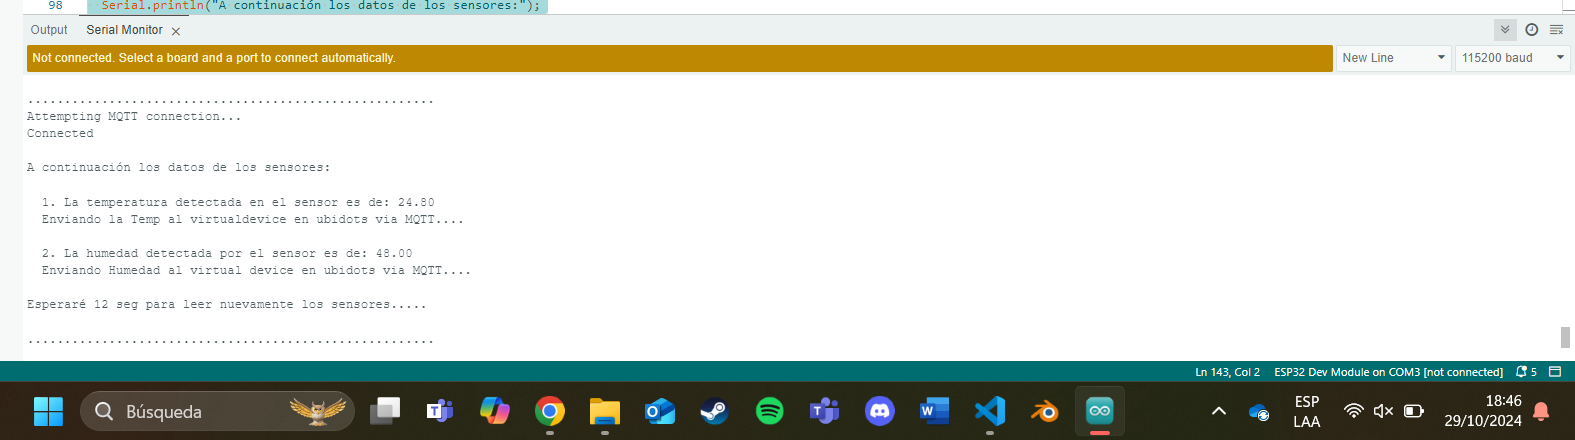 98 Serial.println("A continuación los datos de los sensores:");
Output Serial Monitor
Not connected. Select a board and a port to connect automatically. New Line 115200 baud
.......................................................
Attempting MQTT connection...
Connected
A continuación los datos de los sensores:
1. La temperatura detectada en el sensor es de: 24.80
Enviando la Temp al virtualdevice en ubidots via MQTT....
2. La humedad detectada por el sensor es de: 48.00
Enviando Humedad al virtual device en ubidots via MQTT....
Esperaré 12 seg para leer nuevamente los sensores.....
.......................................................
Ln 143, Col 2 ESP32 Dev Module on COM3 [not connected] 5
Búsqueda
ESP
LAA
18:46
29/10/2024